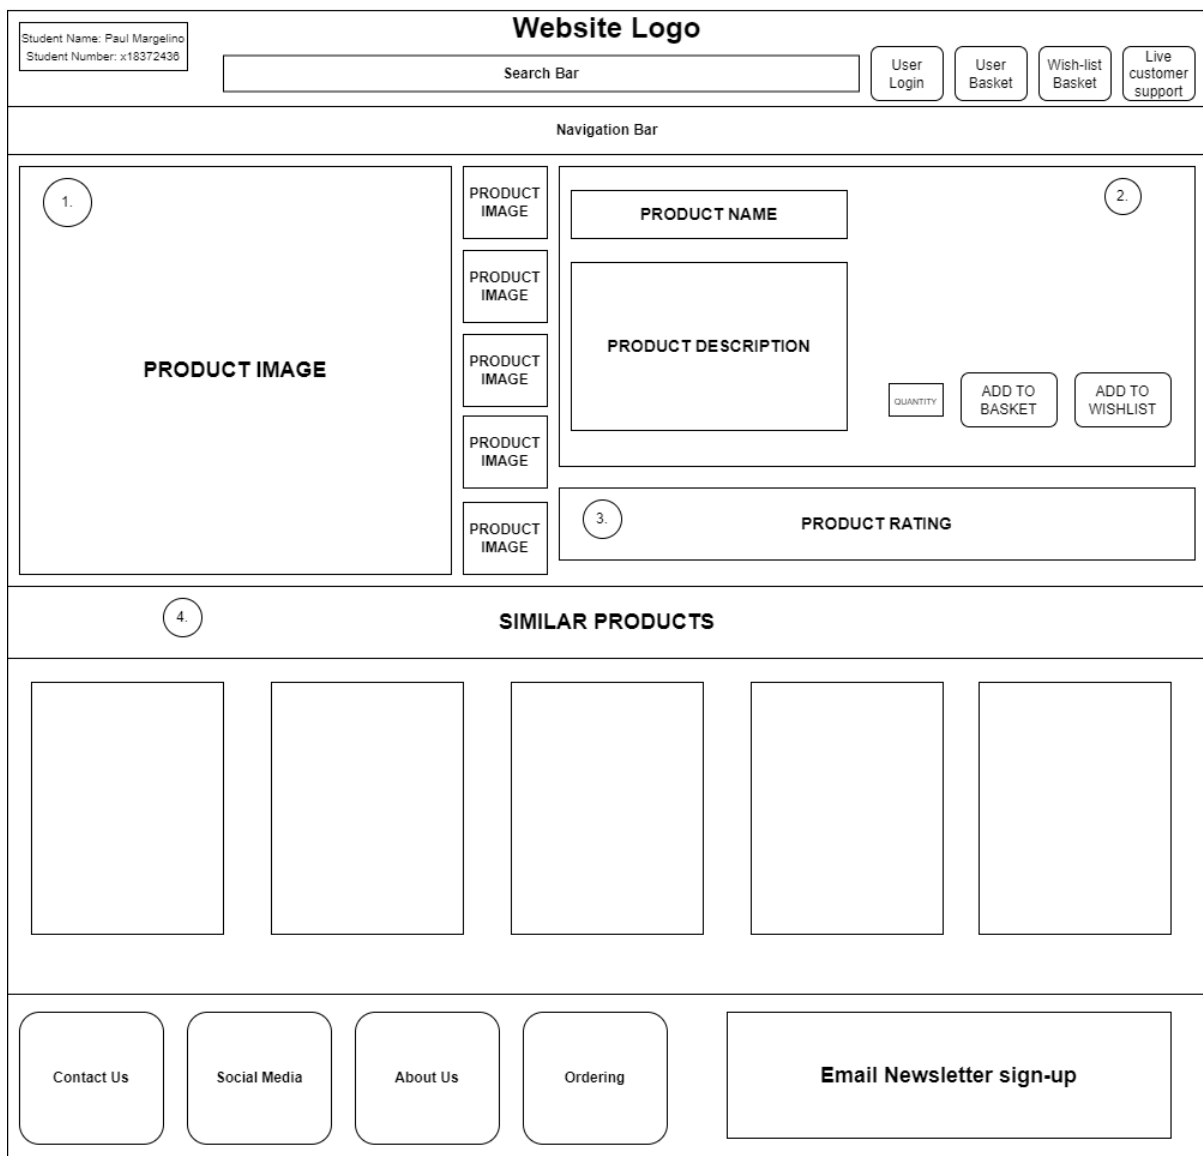 Website Logo
Student Name: Paul Margelino
Student Number: x18372436
Search Bar
User
Login
User
Basket
Wish-list
Basket
Live
customer
support
Navigation Bar
1.
PRODUCT IMAGE
PRODUCT
IMAGE
PRODUCT
IMAGE
PRODUCT
IMAGE
PRODUCT
IMAGE
PRODUCT
IMAGE
2.
PRODUCT NAME
PRODUCT DESCRIPTION
QUANTITY
ADD TO
BASKET
ADD TO
WISHLIST
3.
PRODUCT RATING
4.
SIMILAR PRODUCTS
Contact Us
Social Media
About Us
Ordering
Email Newsletter sign-up